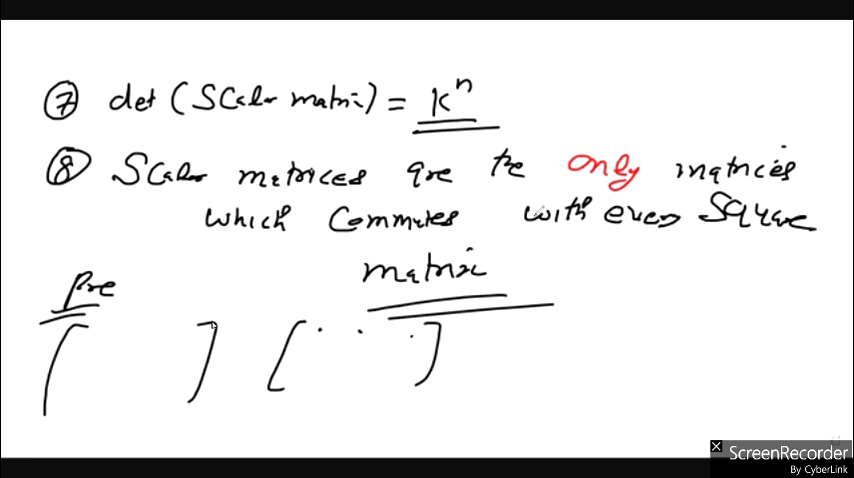 ⑦ det (Scalar matrix) = kⁿ
⑧ Scalar matrices are the only matrices
which Commutes with every Square
matrix
Pre
[ ] [ . . . ]
ScreenRecorder
By CyberLink